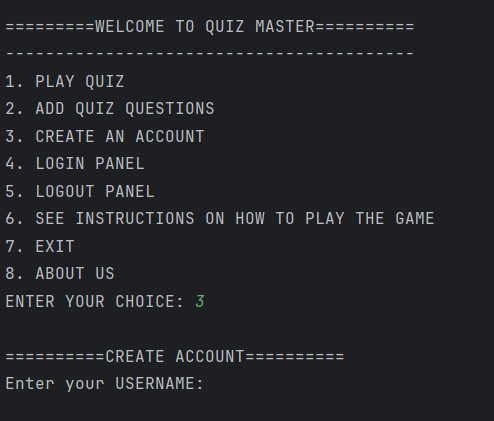 =========WELCOME TO QUIZ MASTER==========
-----------------------------------------
1. PLAY QUIZ
2. ADD QUIZ QUESTIONS
3. CREATE AN ACCOUNT
4. LOGIN PANEL
5. LOGOUT PANEL
6. SEE INSTRUCTIONS ON HOW TO PLAY THE GAME
7. EXIT
8. ABOUT US
ENTER YOUR CHOICE: 3
==========CREATE ACCOUNT==========
Enter your USERNAME: